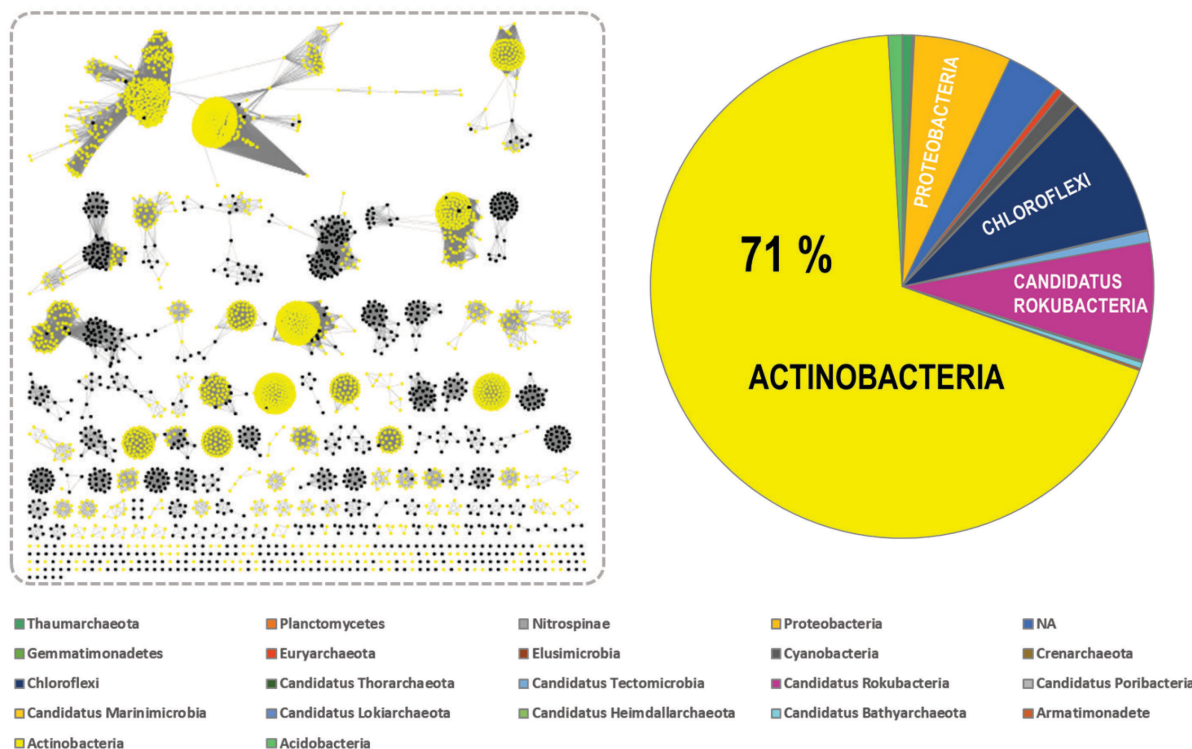 PROTEOBACTERIA
CHLOROFLEXI
CANDIDATUS
ROKUBACTERIA
71 %
ACTINOBACTERIA
Thaumarchaeota
Planctomycetes
Nitrospinae
Proteobacteria
NA
Gemmatimonadetes
Euryarchaeota
Elusimicrobia
Cyanobacteria
Crenarchaeota
Chloroflexi
Candidatus Thorarchaeota
Candidatus Tectomicrobia
Candidatus Rokubacteria
Candidatus Poribacteria
Candidatus Marinimicrobia
Candidatus Lokiarchaeota
Candidatus Heimdallarchaeota
Candidatus Bathyarchaeota
Armatimonadete
Actinobacteria
Acidobacteria